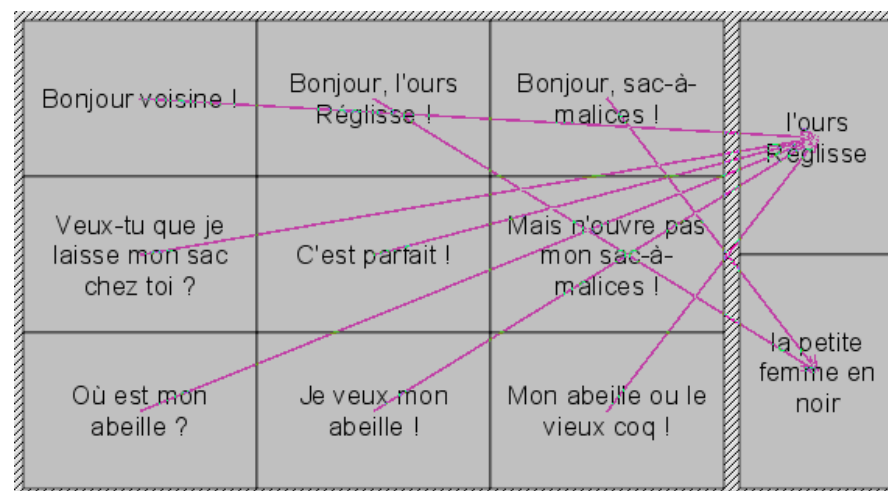 Bonjour voisine !
Bonjour, l'ours
Réglisse !
Bonjour, sac-à-
malices !
l'ours
Réglisse
Veux-tu que je
laisse mon sac
chez toi ?
C'est parfait !
Mais n'ouvre pas
mon sac-à-
malices !
la petite
femme en
noir
Où est mon
abeille ?
Je veux mon
abeille !
Mon abeille ou le
vieux coq !